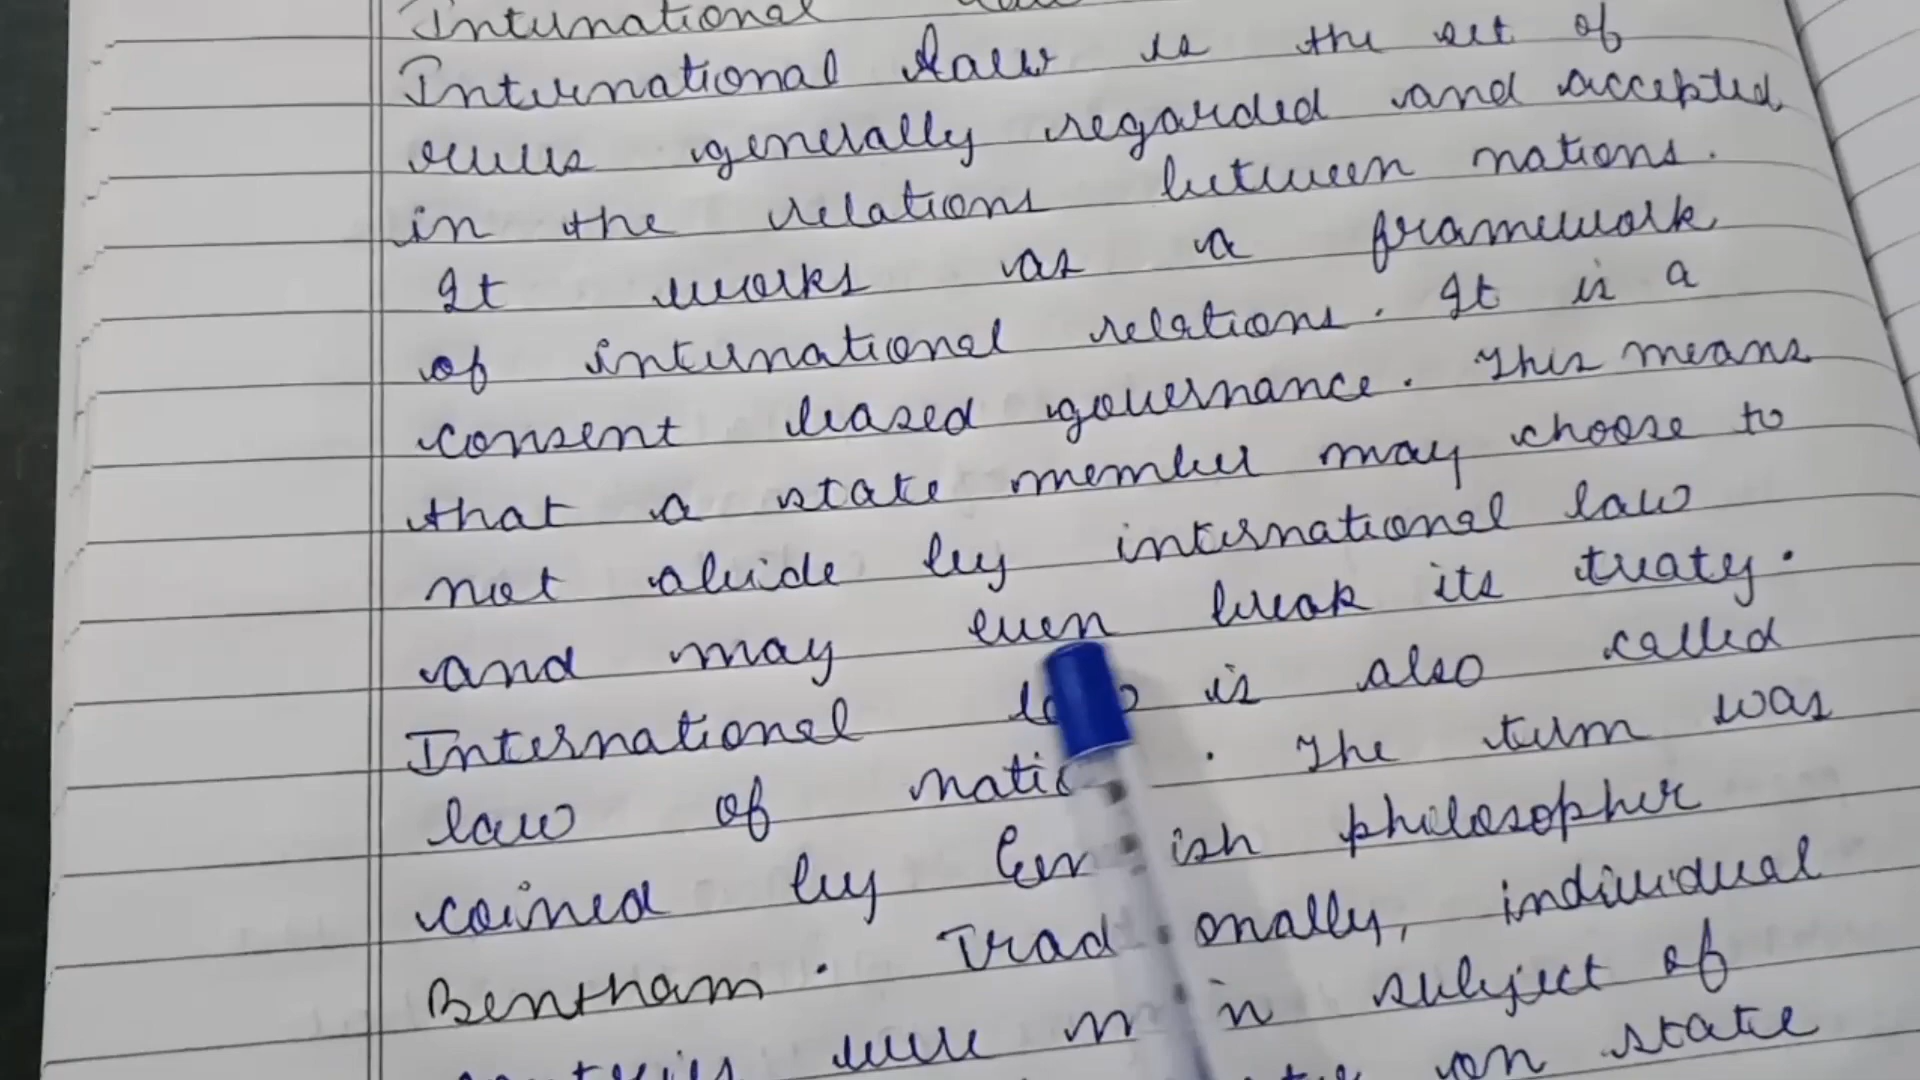 International
International Law is the set of
rules generally regarded and accepted
in the relations between nations.
It works as a framework
of international relations. It is a
consent based governance. This means
that a state member may choose to
not abide by international law
and may even break its treaty.
International is also called
law of . The term was
coined by philosopher
Bentham. individual
were in subject of
on state